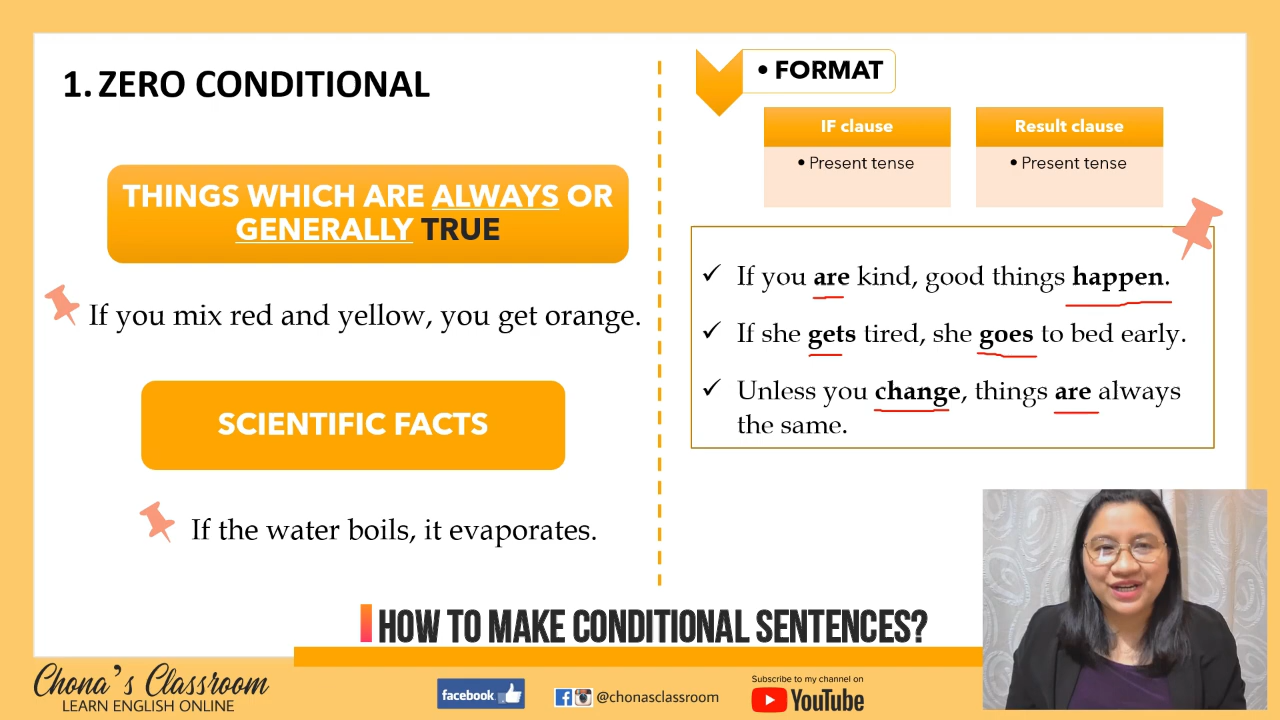 1. ZERO CONDITIONAL
THINGS WHICH ARE ALWAYS OR
GENERALLY TRUE
If you mix red and yellow, you get orange.
SCIENTIFIC FACTS
If the water boils, it evaporates.
• FORMAT
IF clause
• Present tense
Result clause
• Present tense
✓ If you are kind, good things happen.
✓ If she gets tired, she goes to bed early.
✓ Unless you change, things are always
the same.
HOW TO MAKE CONDITIONAL SENTENCES?
Chona's Classroom
LEARN ENGLISH ONLINE
facebook
@chonasclassroom
Subscribe to my channel on
YouTube